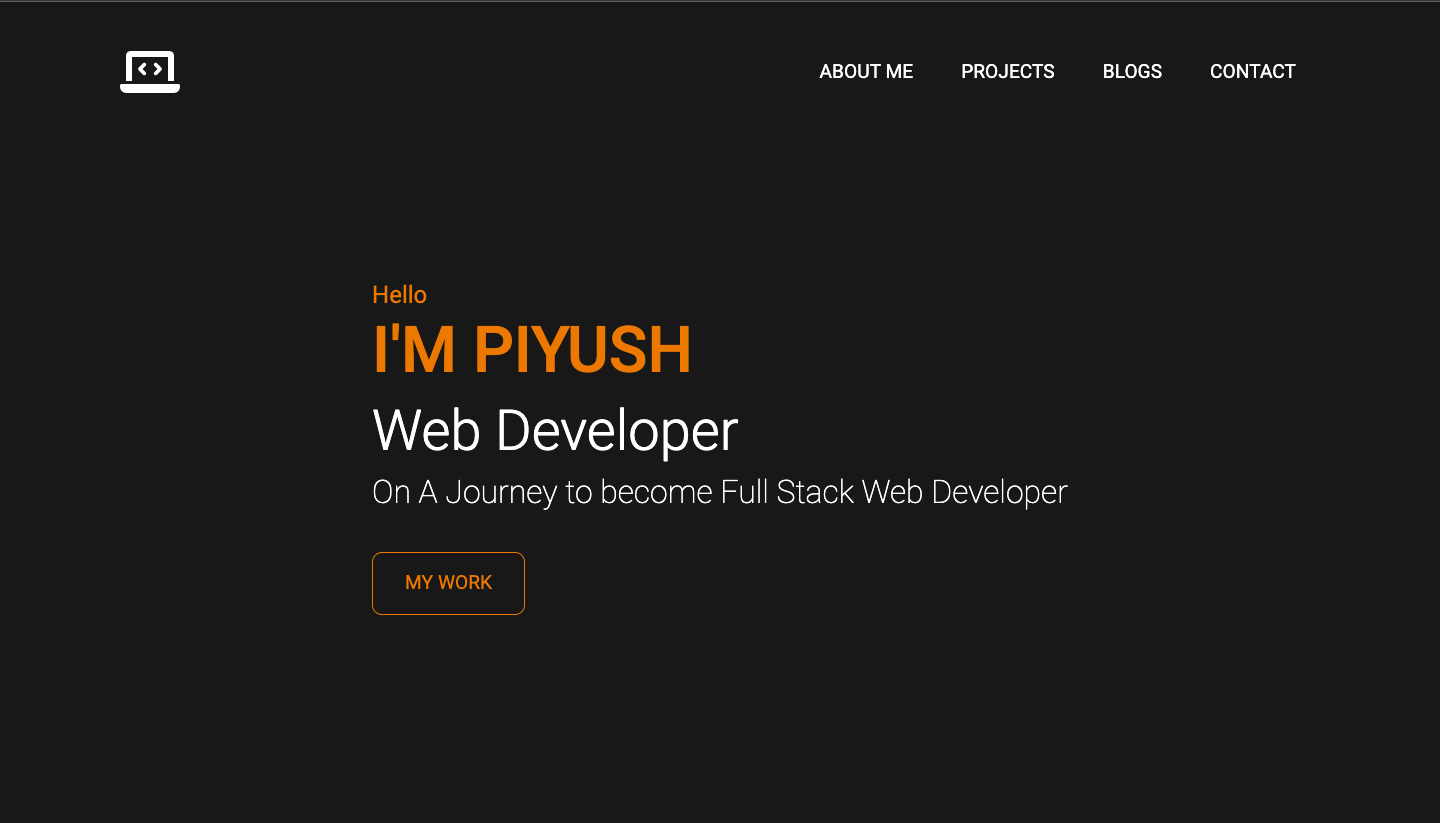 ABOUT ME PROJECTS BLOGS CONTACT
Hello
I'M PIYUSH
Web Developer
On A Journey to become Full Stack Web Developer
MY WORK